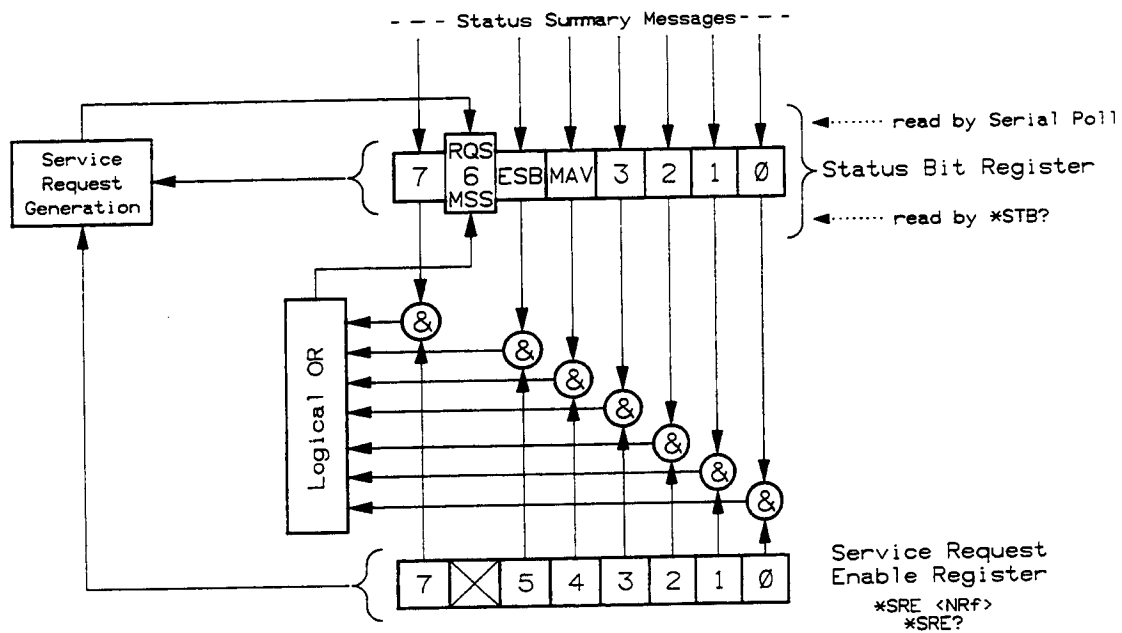 --- Status Summary Messages ---
Service
Request
Generation
7
RQS
6
MSS
ESB
MAV
3
2
1
0
read by Serial Poll
Status Bit Register
read by *STB?
Logical OR
&
&
&
&
&
&
&
7
5
4
3
2
1
0
Service Request
Enable Register
*SRE <NRf>
*SRE?